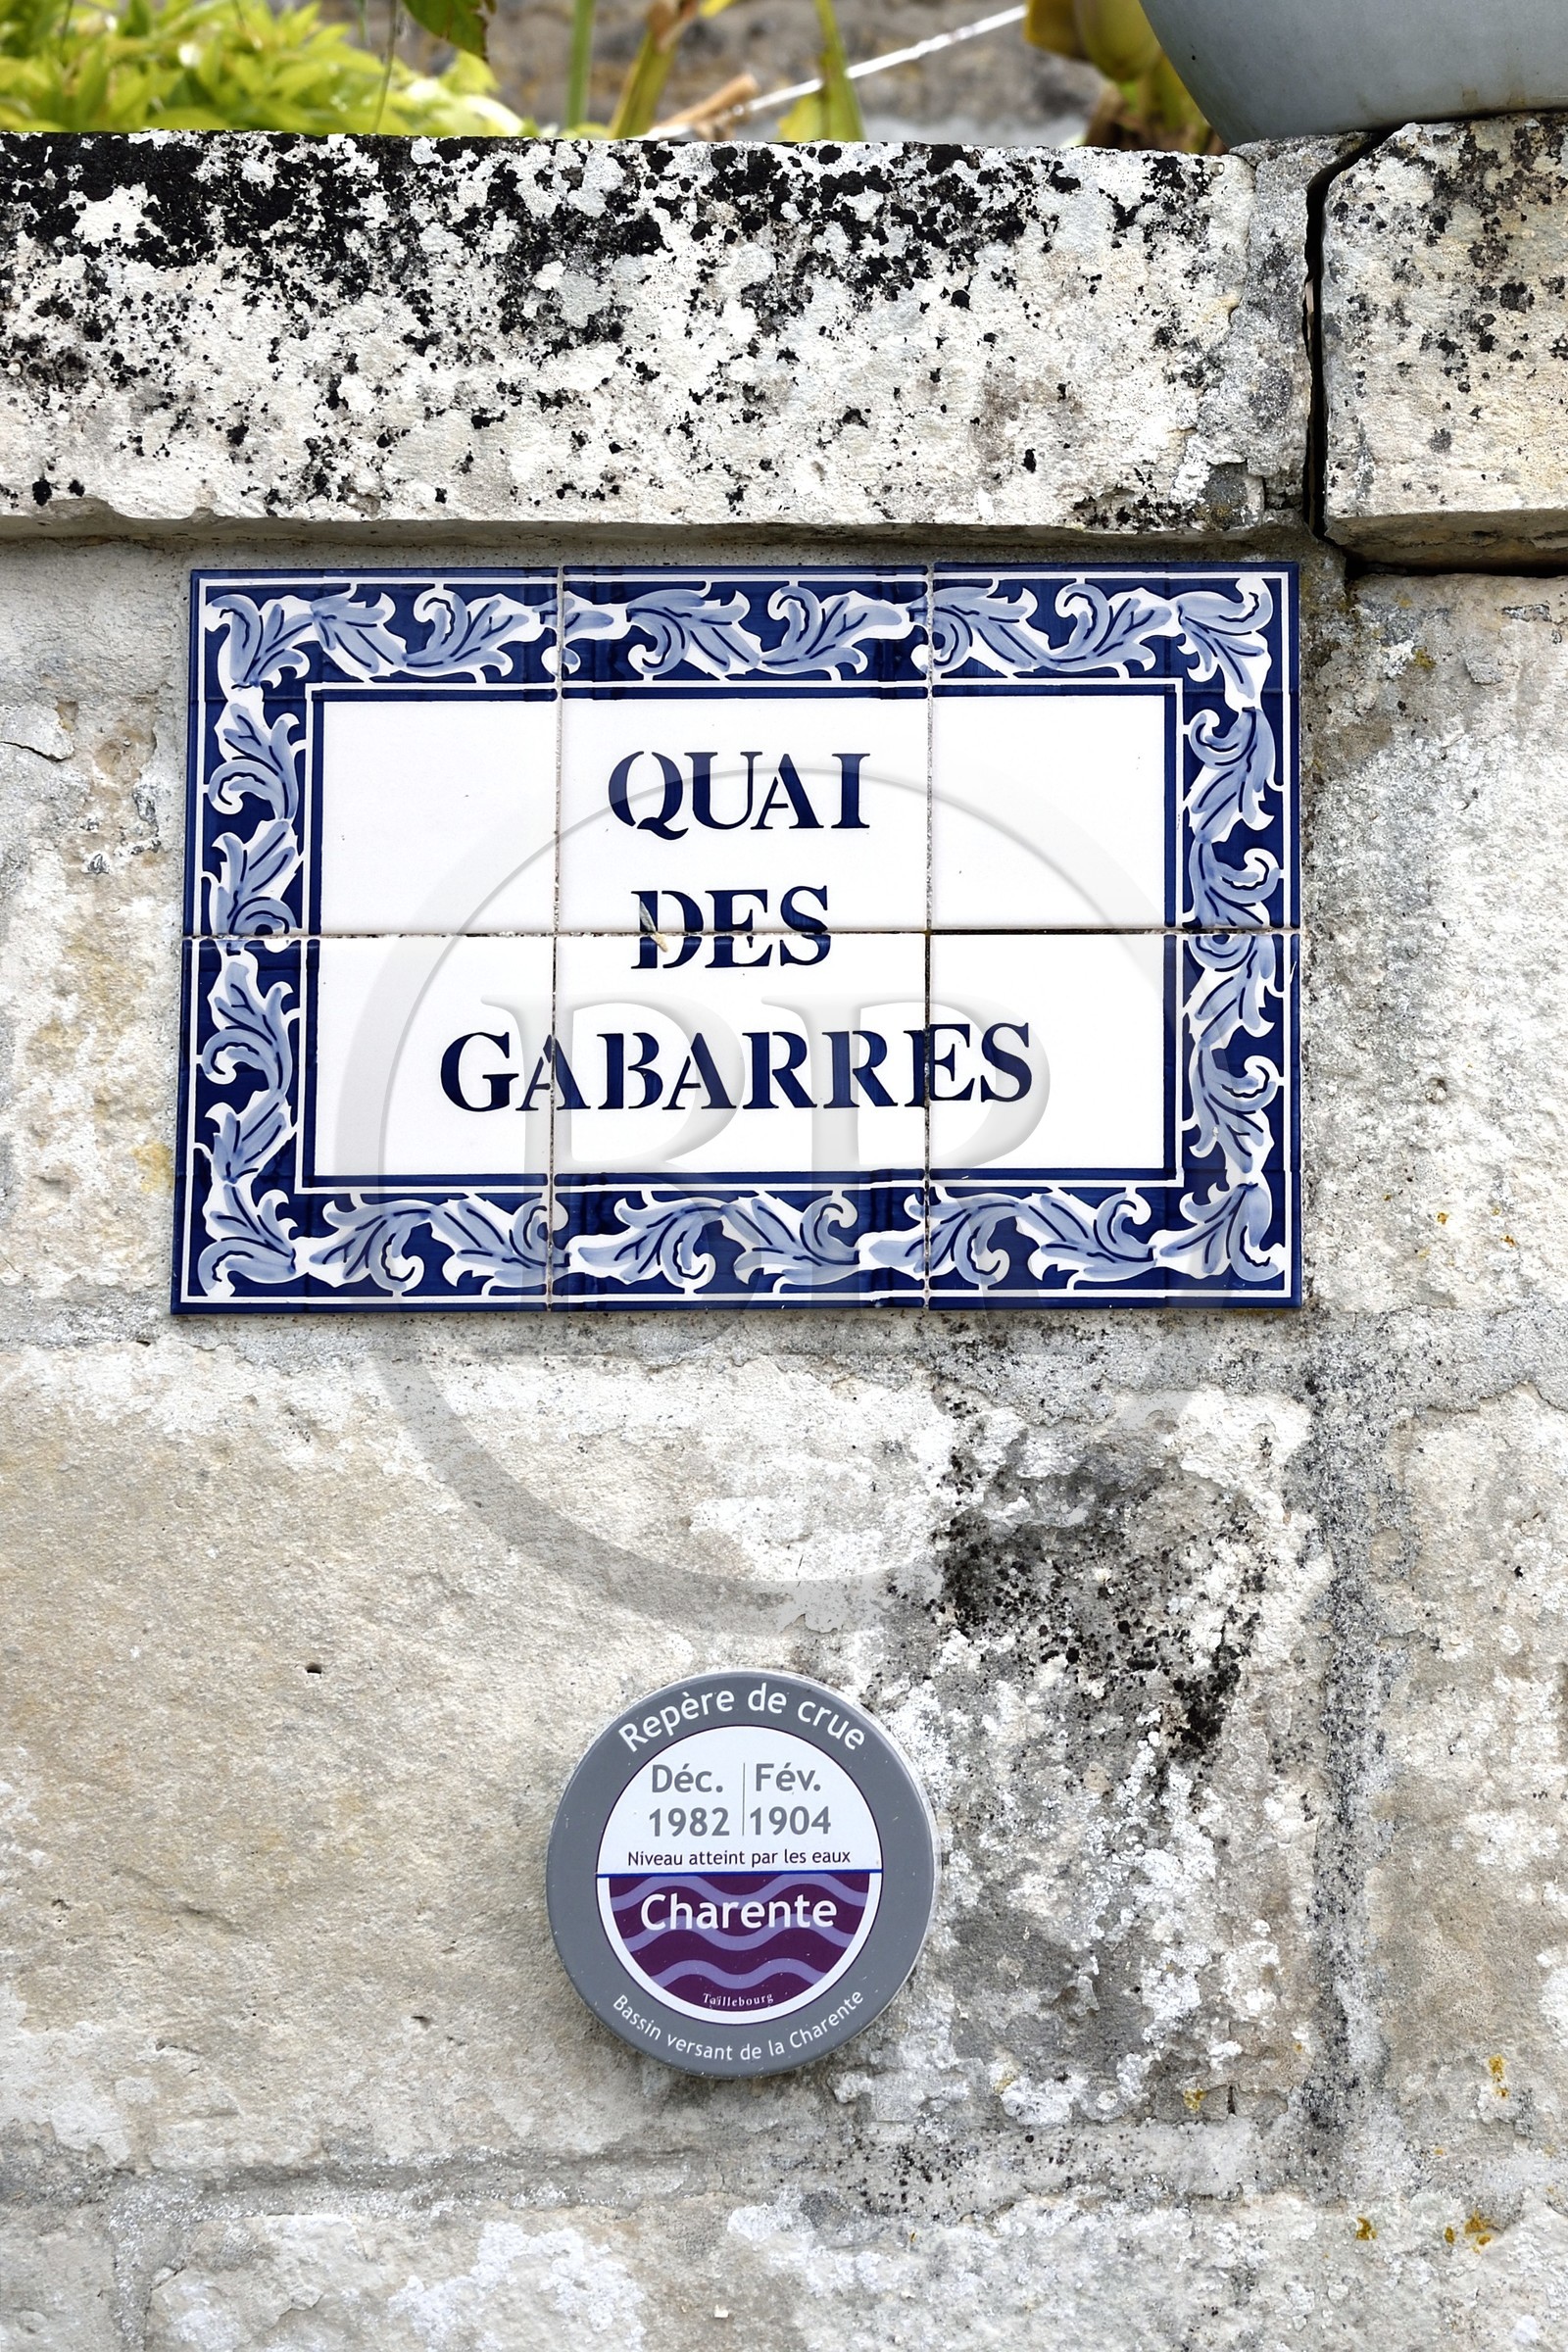 QUAI
DES
GABARRES
BR
Repère de crue
Déc. Fév.
1982 1904
Niveau atteint par les eaux
Charente
Taillebourg
Bassin versant de la Charente